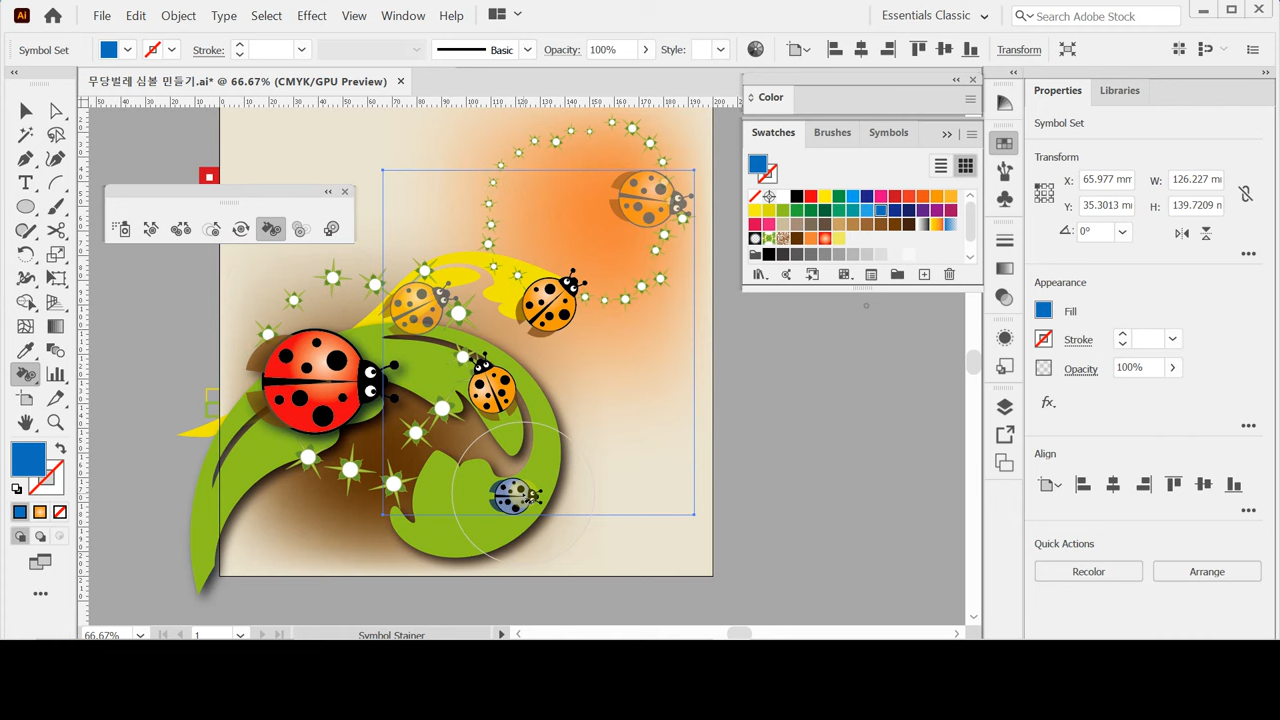 Ai File Edit Object Type Select Effect View Window Help Essentials Classic Search Adobe Stock
Symbol Set Stroke: Basic Opacity: 100% Style: Transform
무당벌레 심볼 민들기.ai* @ 66.67% (CMYK/GPU Preview)
Color
Properties Libraries
Swatches Brushes Symbols
Symbol Set
Transform
X: 65.977 mm W: 126.227 mm
Y: 35.3013 mm H: 139.7209 m
0°
Appearance
Fill
Stroke
Opacity 100%
fx.
Align
Quick Actions
Recolor Arrange
66.67% 1 Symbol Stainer